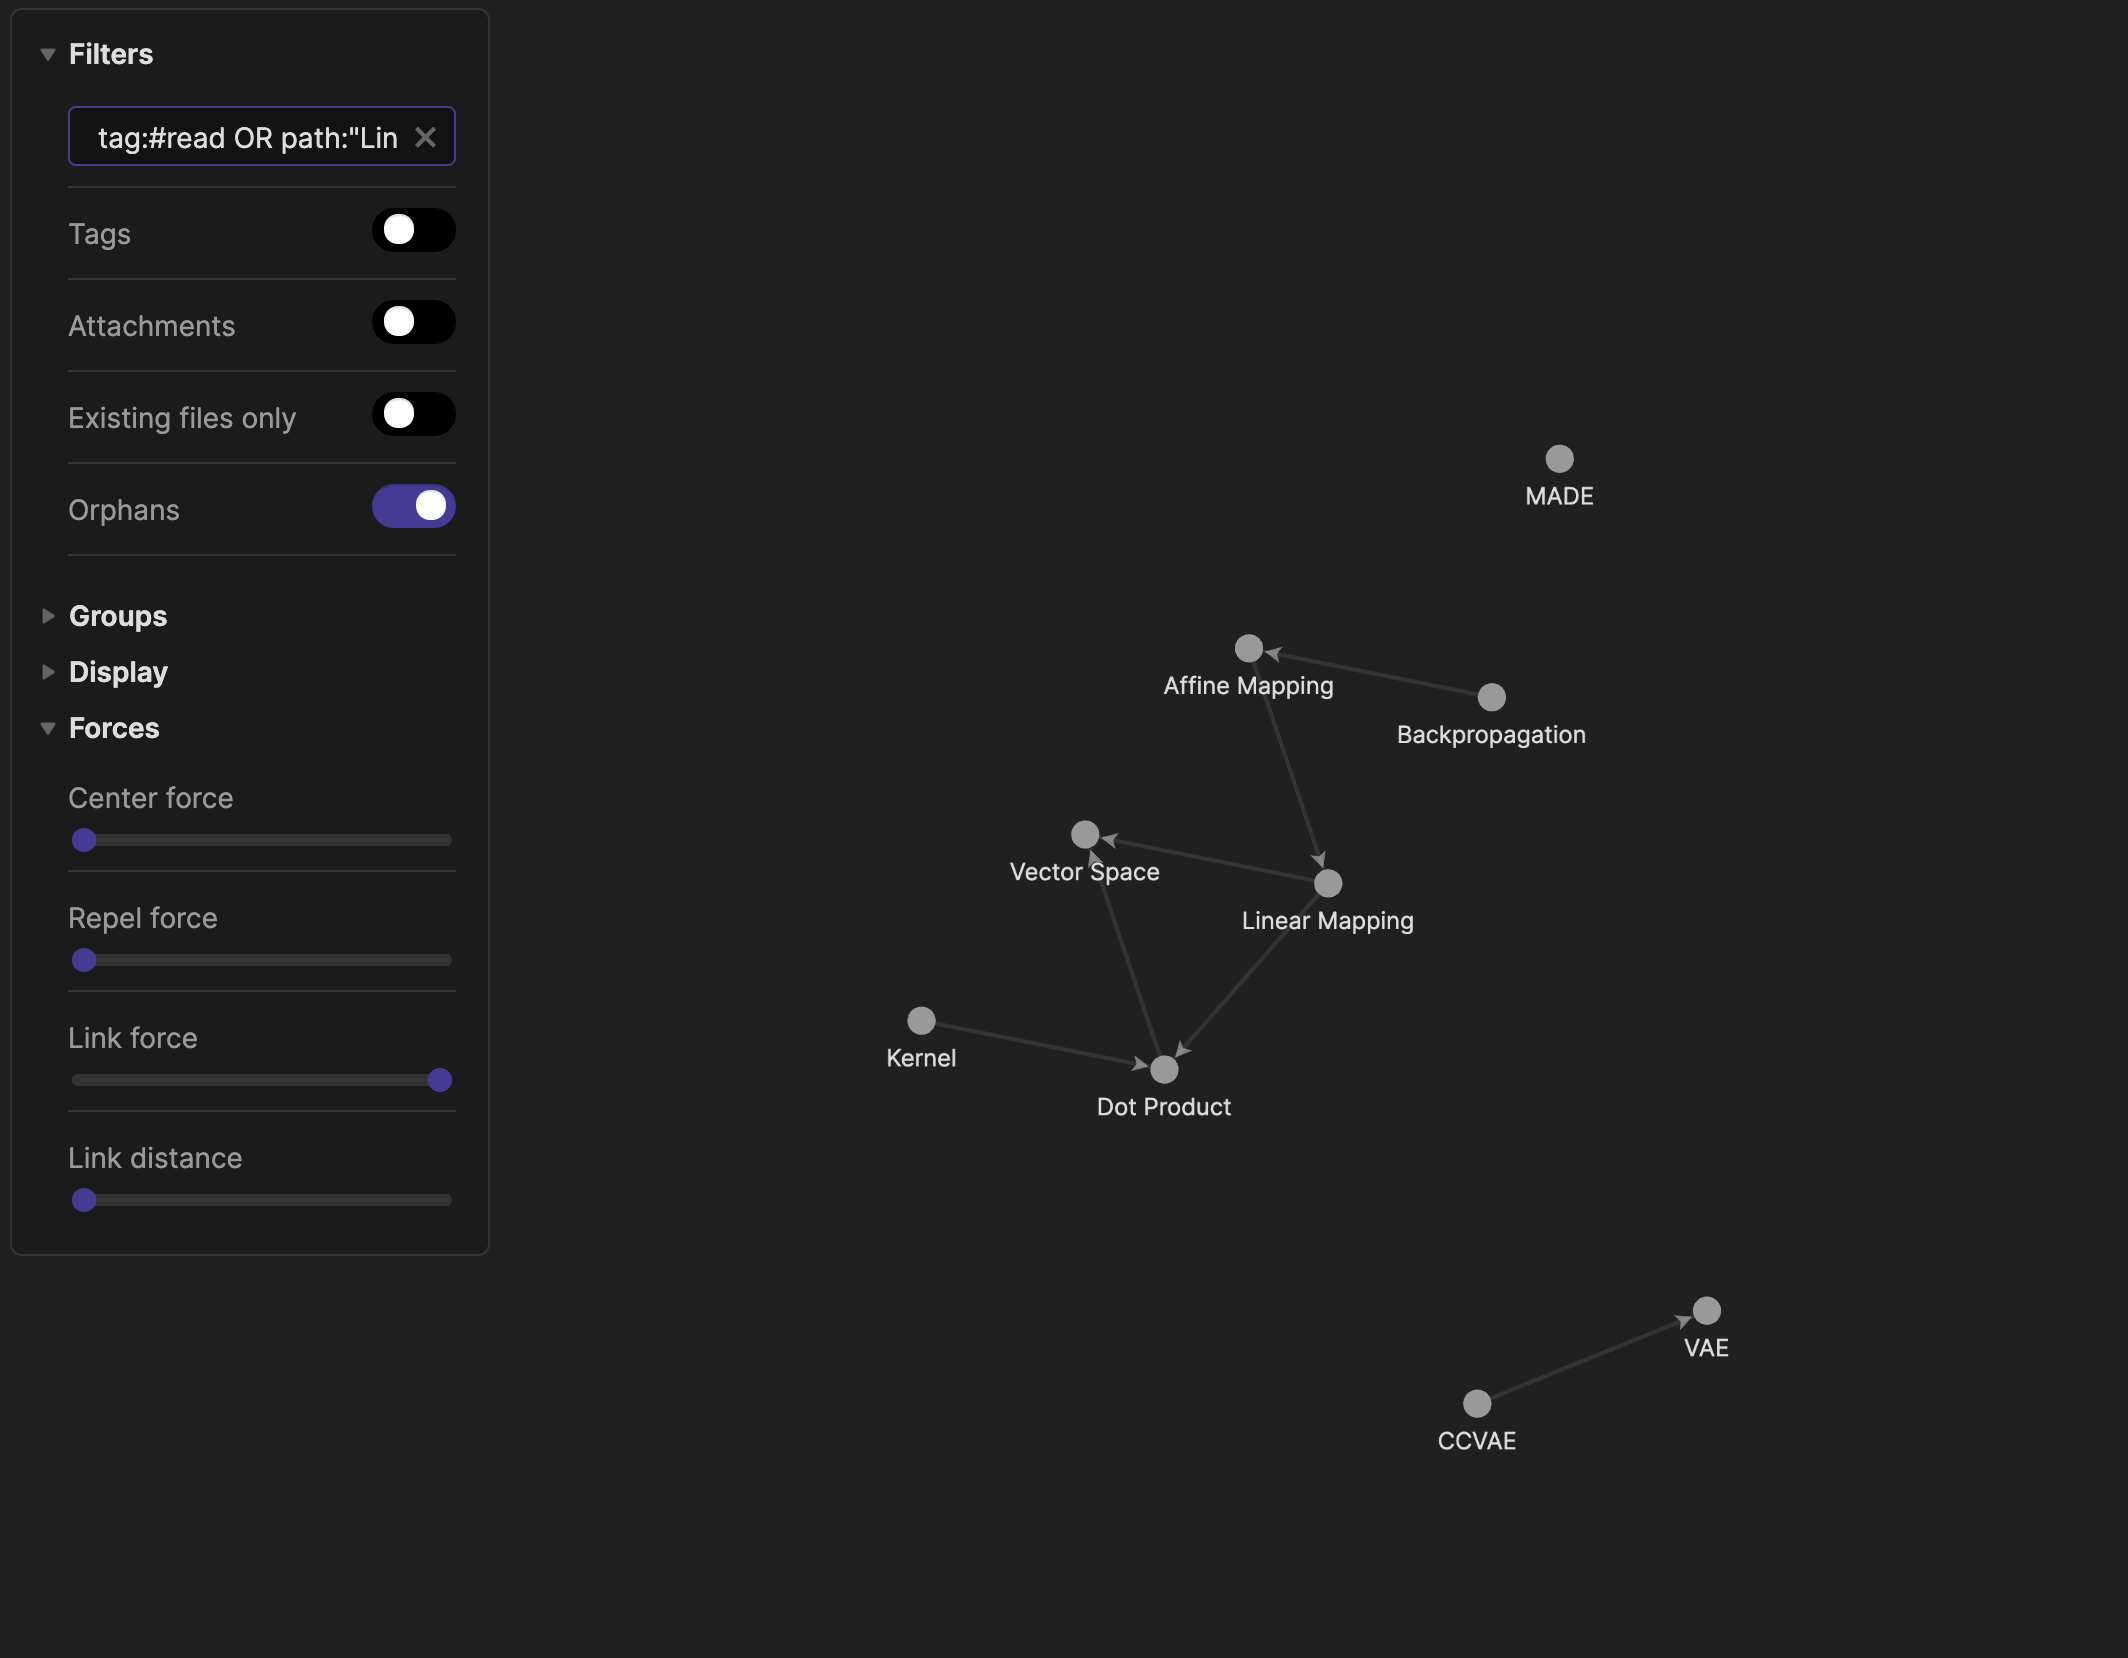 Filters
tag:#read OR path:"Lin
Tags
Attachments
Existing files only
Orphans
Groups
Display
Forces
Center force
Repel force
Link force
Link distance
MADE
Affine Mapping
Backpropagation
Vector Space
Linear Mapping
Kernel
Dot Product
VAE
CCVAE